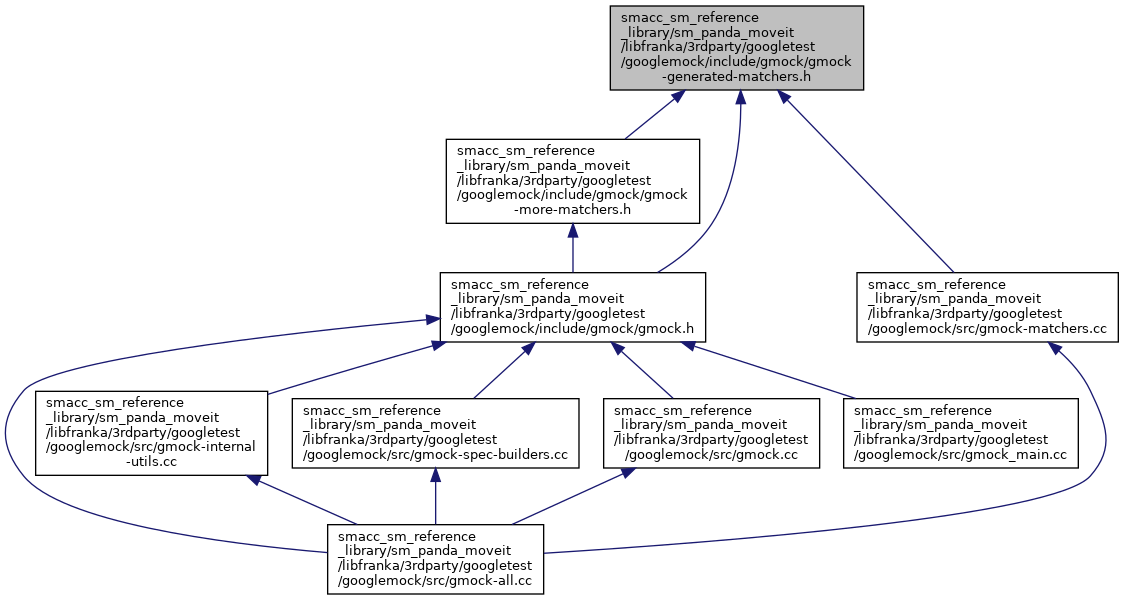 smacc_sm_reference
_library/sm_panda_moveit
/libfranka/3rdparty/googletest
/googlemock/include/gmock/gmock
-generated-matchers.h
smacc_sm_reference
_library/sm_panda_moveit
/libfranka/3rdparty/googletest
/googlemock/include/gmock/gmock
-more-matchers.h
smacc_sm_reference
_library/sm_panda_moveit
/libfranka/3rdparty/googletest
/googlemock/include/gmock/gmock.h
smacc_sm_reference
_library/sm_panda_moveit
/libfranka/3rdparty/googletest
/googlemock/src/gmock-matchers.cc
smacc_sm_reference
_library/sm_panda_moveit
/libfranka/3rdparty/googletest
/googlemock/src/gmock-internal
-utils.cc
smacc_sm_reference
_library/sm_panda_moveit
/libfranka/3rdparty/googletest
/googlemock/src/gmock-spec-builders.cc
smacc_sm_reference
_library/sm_panda_moveit
/libfranka/3rdparty/googletest
/googlemock/src/gmock.cc
smacc_sm_reference
_library/sm_panda_moveit
/libfranka/3rdparty/googletest
/googlemock/src/gmock_main.cc
smacc_sm_reference
_library/sm_panda_moveit
/libfranka/3rdparty/googletest
/googlemock/src/gmock-all.cc